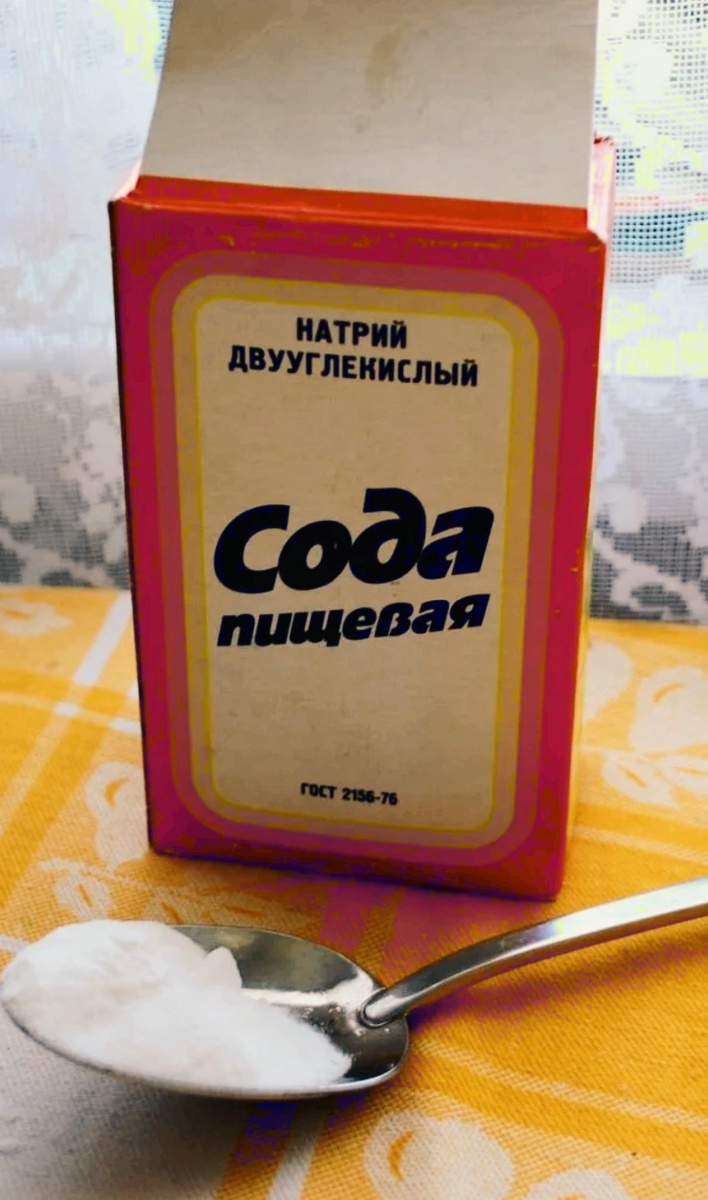 НАТРИЙ
ДВУУГЛЕКИСЛЫЙ
Сода
пищевая
ГОСТ 2156-76